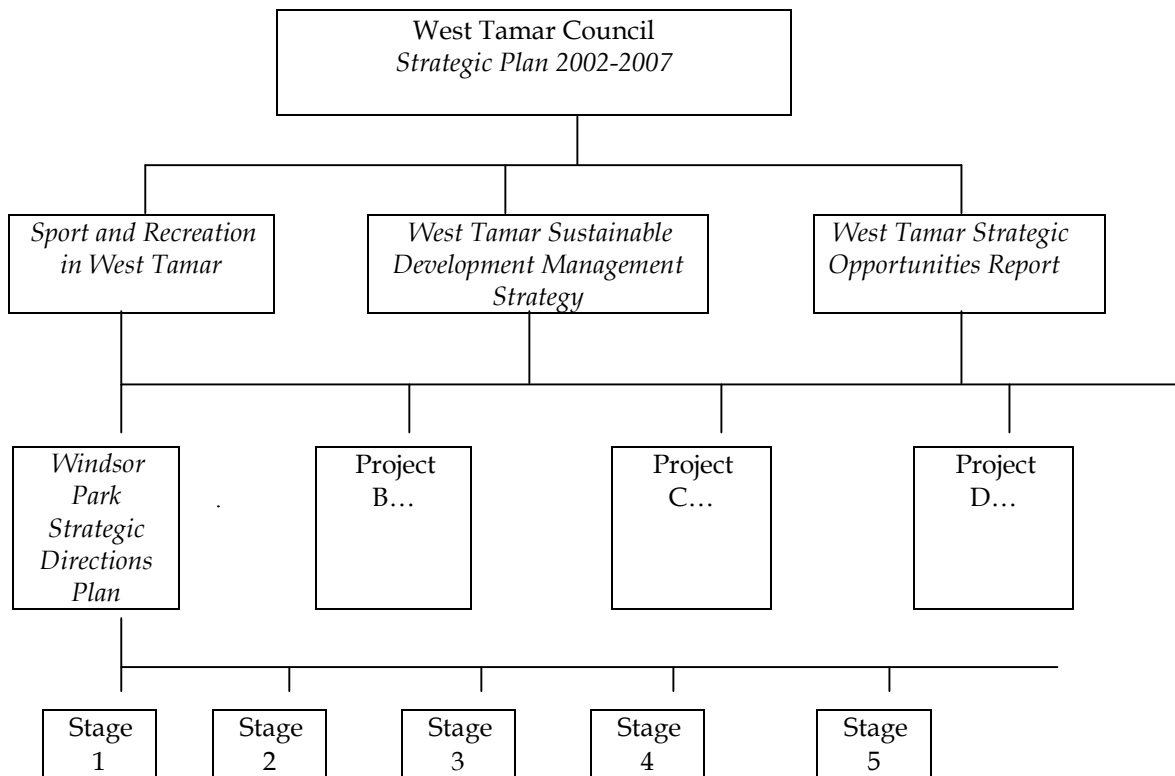 West Tamar Council
Strategic Plan 2002-2007
Sport and Recreation
in West Tamar
West Tamar Sustainable
Development Management
Strategy
West Tamar Strategic
Opportunities Report
Windsor
Park
Strategic
Directions
Plan
Project
B…
Project
C…
Project
D…
Stage
1
Stage
2
Stage
3
Stage
4
Stage
5